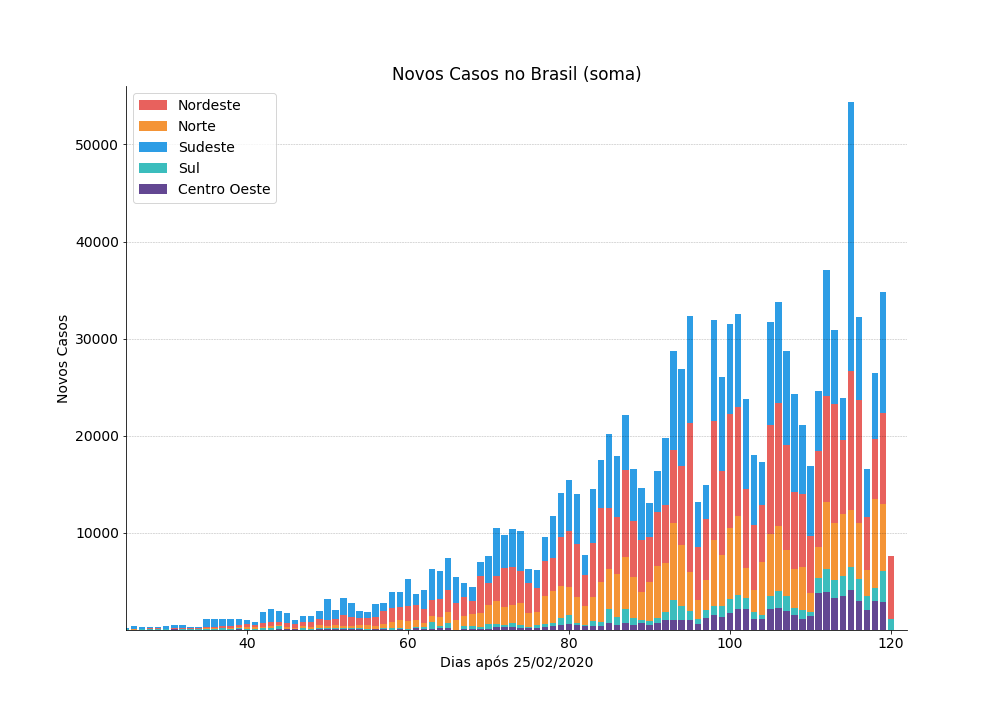 Novos Casos no Brasil (soma)
Nordeste
Norte
Sudeste
Sul
Centro Oeste
50000
40000
30000
20000
10000
Novos Casos
40
60
80
100
120
Dias após 25/02/2020